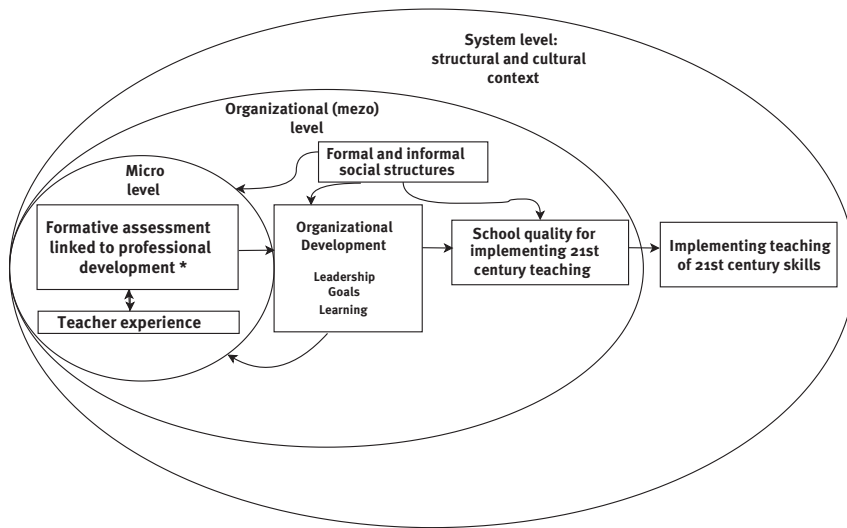 System level:
structural and cultural
context
Organizational (mezo)
level
Formal and informal
social structures
Micro
level
Formative assessment
linked to professional
development *
Teacher experience
Organizational
Development
Leadership
Goals
Learning
School quality for
implementing 21st
century teaching
Implementing teaching
of 21st century skills